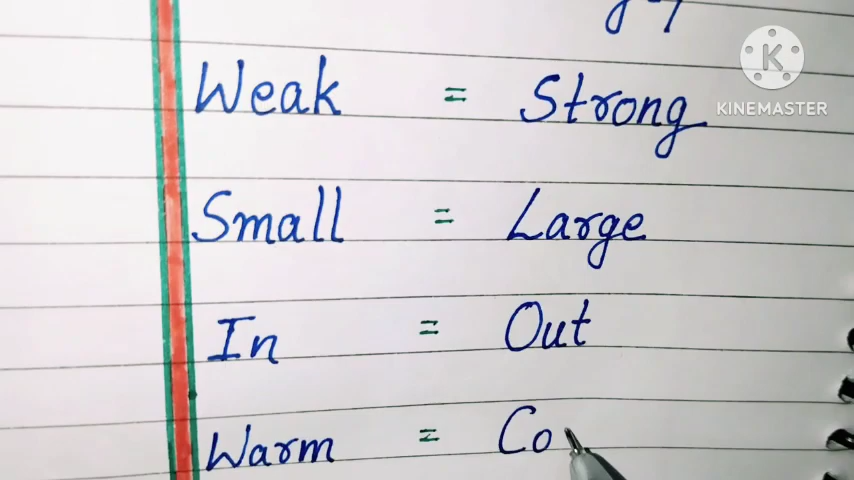 Weak = Strong
KINEMASTER
Small = Large
In = Out
Warm = Co